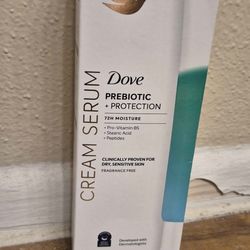 CREAM SERUM
Dove
PREBIOTIC
+ PROTECTION
72H MOISTURE
• Pro-Vitamin B5
• Stearic Acid
• Peptides
CLINICALLY PROVEN FOR
DRY, SENSITIVE SKIN
FRAGRANCE FREE
Developed with
Dermatologists